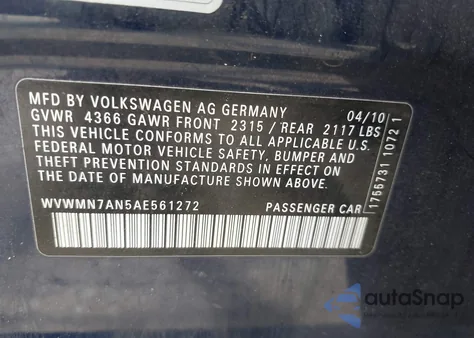 MFD BY VOLKSWAGEN AG GERMANY 04/10
GVWR 4366 GAWR FRONT 2315 / REAR 2117 LBS
THIS VEHICLE CONFORMS TO ALL APPLICABLE U.S.
FEDERAL MOTOR VEHICLE SAFETY, BUMPER AND
THEFT PREVENTION STANDARDS IN EFFECT ON
THE DATE OF MANUFACTURE SHOWN ABOVE.
WVWMN7AN5AE561272 PASSENGER CAR
1755731 1072 1
autoSnap